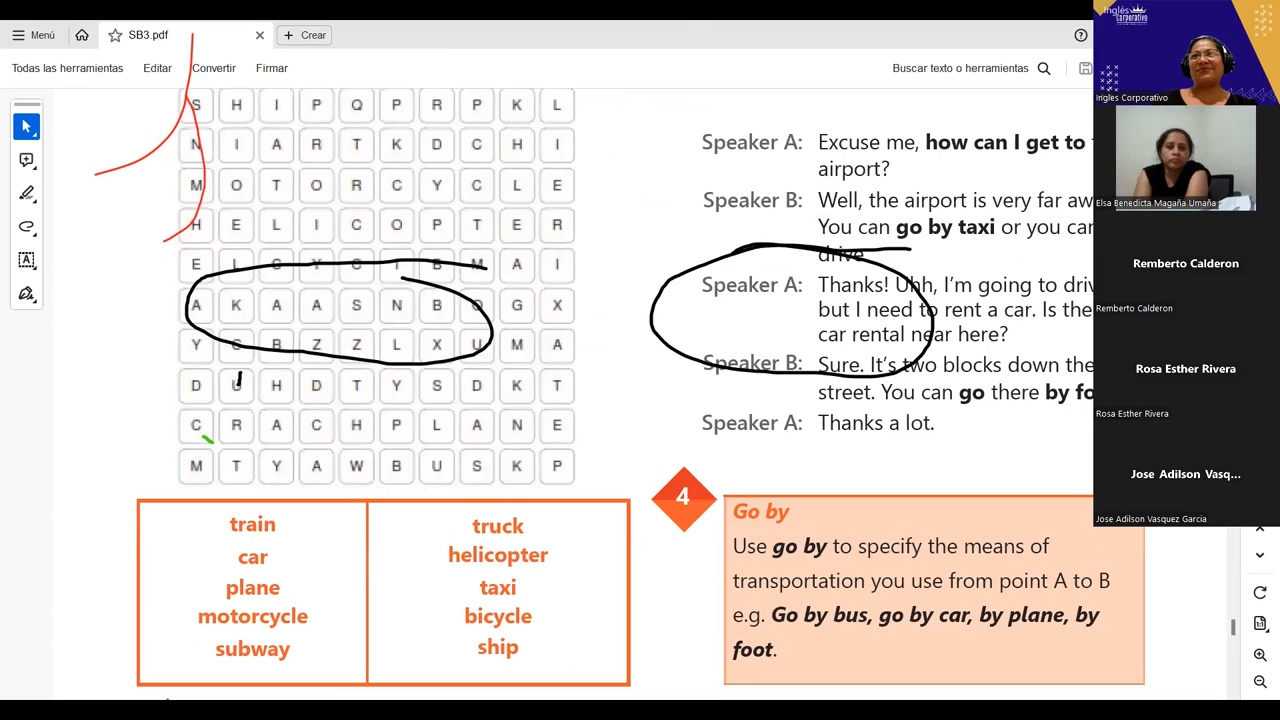 Menú
SB3.pdf
Crear
Todas las herramientas
Editar
Convertir
Firmar
Buscar texto o herramientas
S H I P Q P R P K L
N I A R T K D C H I
M O T O R C Y C L E
H E L I C O P T E R
E L C Y C I B M A I
A K A A S N B O G X
Y C B Z Z L X U M A
D U H D T Y S D K T
C R A C H P L A N E
M T Y A W B U S K P
train
car
plane
motorcycle
subway
truck
helicopter
taxi
bicycle
ship
Speaker A: Excuse me, how can I get to
airport?
Speaker B: Well, the airport is very far
You can go by taxi or you
drive
Speaker A: Thanks! Uhh, I'm going to
but I need to rent a car. Is
car rental near here?
Speaker B: Sure. It's two blocks down the
street. You can go there by
Speaker A: Thanks a lot.
4
Go by
Use go by to specify the means of
transportation you use from point A to B
e.g. Go by bus, go by car, by plane, by
foot.
Inglés
Corporativo
Ingles Corporativo
Elsa Benedicta Magaña Umaña
Remberto Calderon
Remberto Calderon
Rosa Esther Rivera
Rosa Esther Rivera
Jose Adilson Vasq...
Jose Adilson Vasquez Garcia